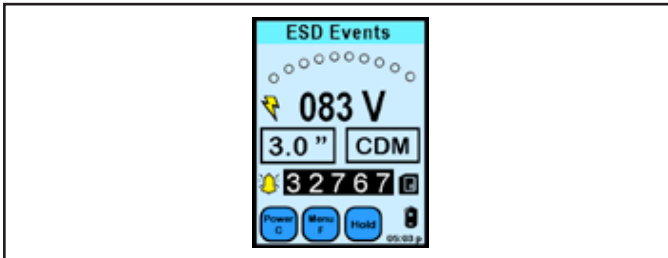 ESD Events
083 V
3.0 ” CDM
32767
Power Menu Hold
C F
05:03 p